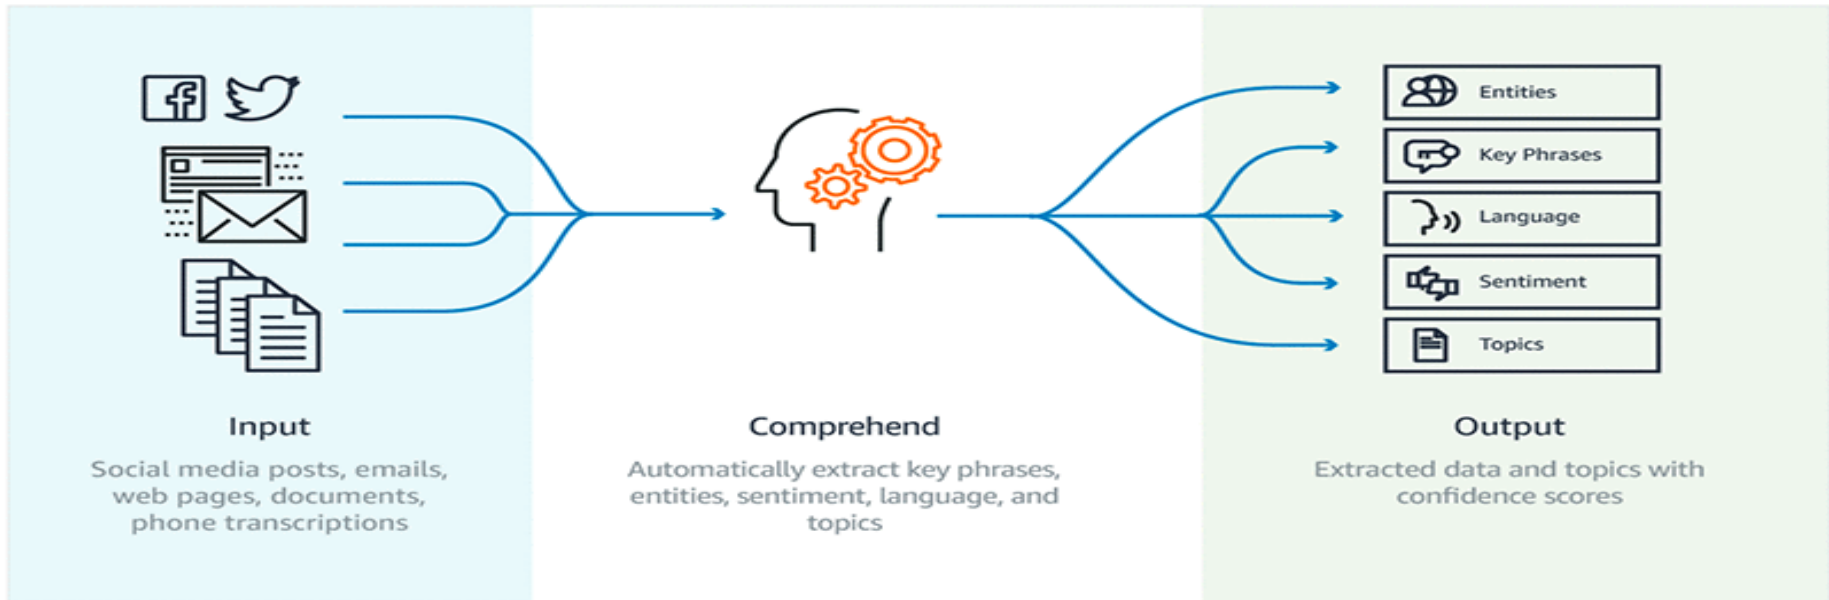 Entities
Key Phrases
Language
Sentiment
Topics
Input
Social media posts, emails,
web pages, documents,
phone transcriptions
Comprehend
Automatically extract key phrases,
entities, sentiment, language, and
topics
Output
Extracted data and topics with
confidence scores